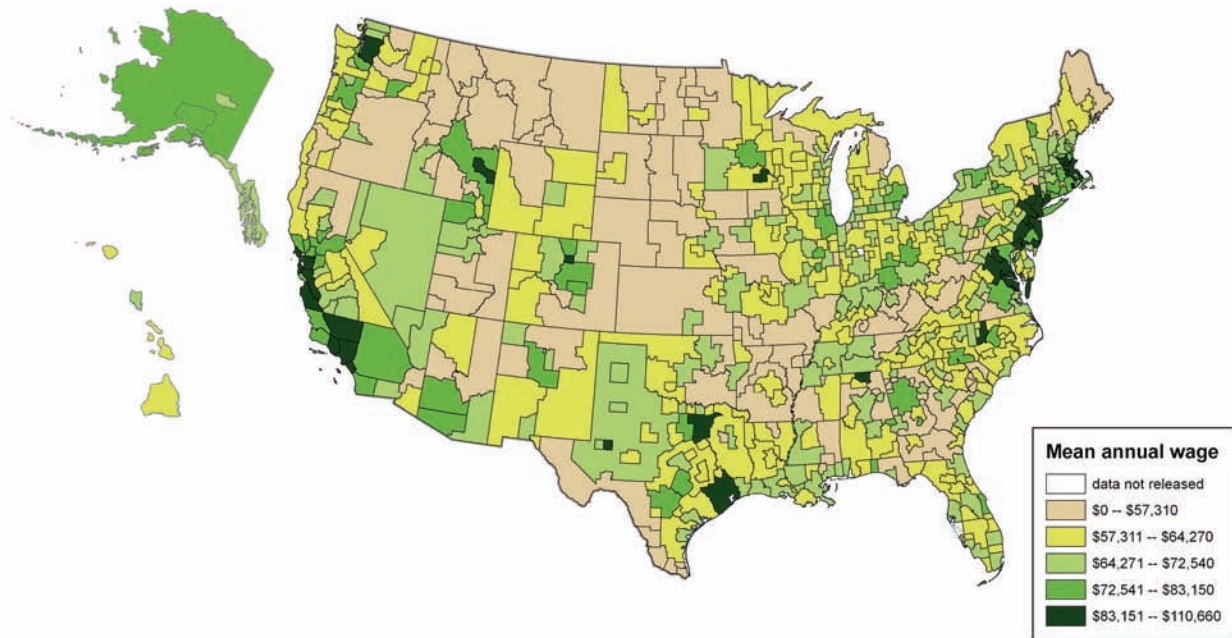 Mean annual wage
data not released
$0 -- $57,310
$57,311 -- $64,270
$64,271 -- $72,540
$72,541 -- $83,150
$83,151 -- $110,660